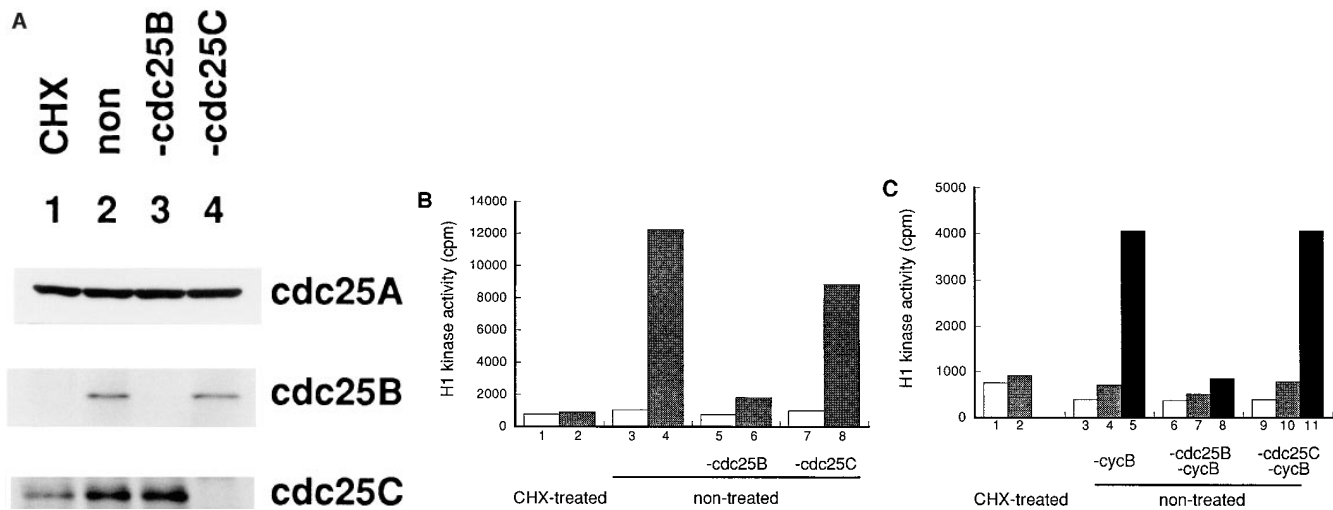 A
CHX
non
-cdc25B
-cdc25C
1 2 3 4
cdc25A
cdc25B
cdc25C
B
H1 kinase activity (cpm)
14000
12000
10000
8000
6000
4000
2000
0
1 2 3 4 5 6 7 8
-cdc25B -cdc25C
CHX-treated non-treated
C
H1 kinase activity (cpm)
5000
4000
3000
2000
1000
0
1 2 3 4 5 6 7 8 9 10 11
-cycB -cdc25B -cdc25C
-cycB -cycB
CHX-treated non-treated